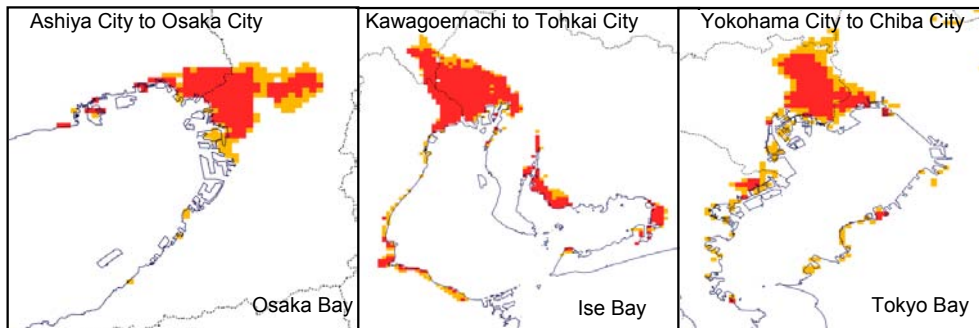 Ashiya City to Osaka City
Osaka Bay
Kawagoemachi to Tohkai City
Ise Bay
Yokohama City to Chiba City
Tokyo Bay